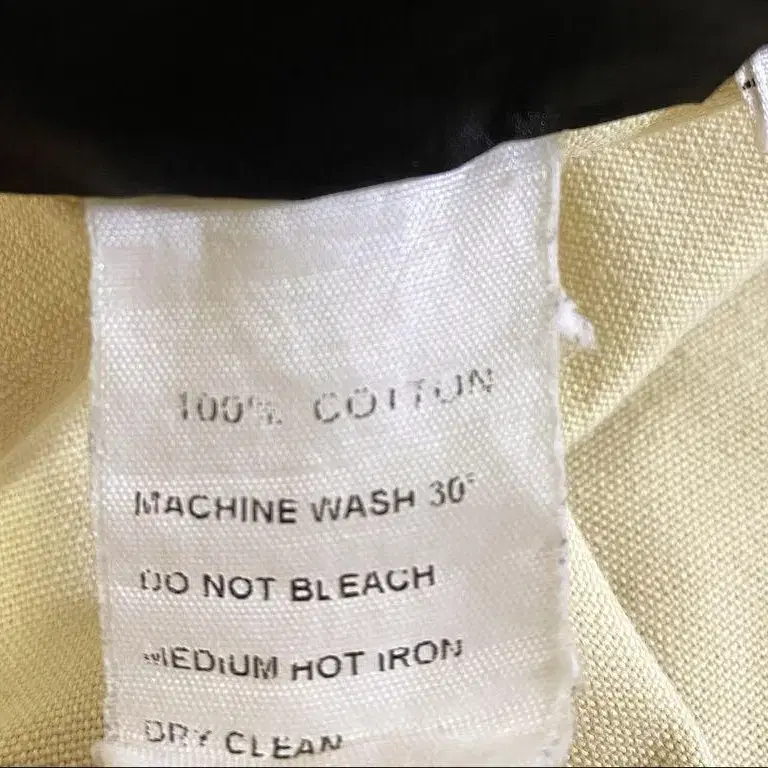 100% COTTON
MACHINE WASH 30°
DO NOT BLEACH
MEDIUM HOT IRON
DRY CLEAN